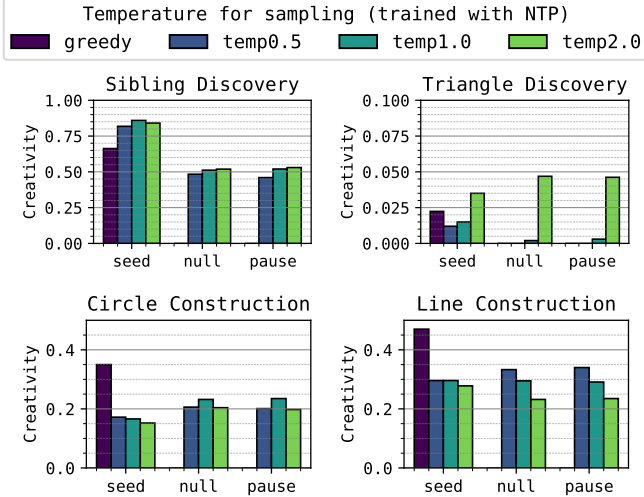 Temperature for sampling (trained with NTP)
greedy temp0.5 temp1.0 temp2.0
Sibling Discovery
Creativity
1.00
0.75
0.50
0.25
0.00
seed null pause
Triangle Discovery
Creativity
0.100
0.075
0.050
0.025
0.000
seed null pause
Circle Construction
Creativity
0.4
0.2
0.0
seed null pause
Line Construction
Creativity
0.4
0.2
0.0
seed null pause